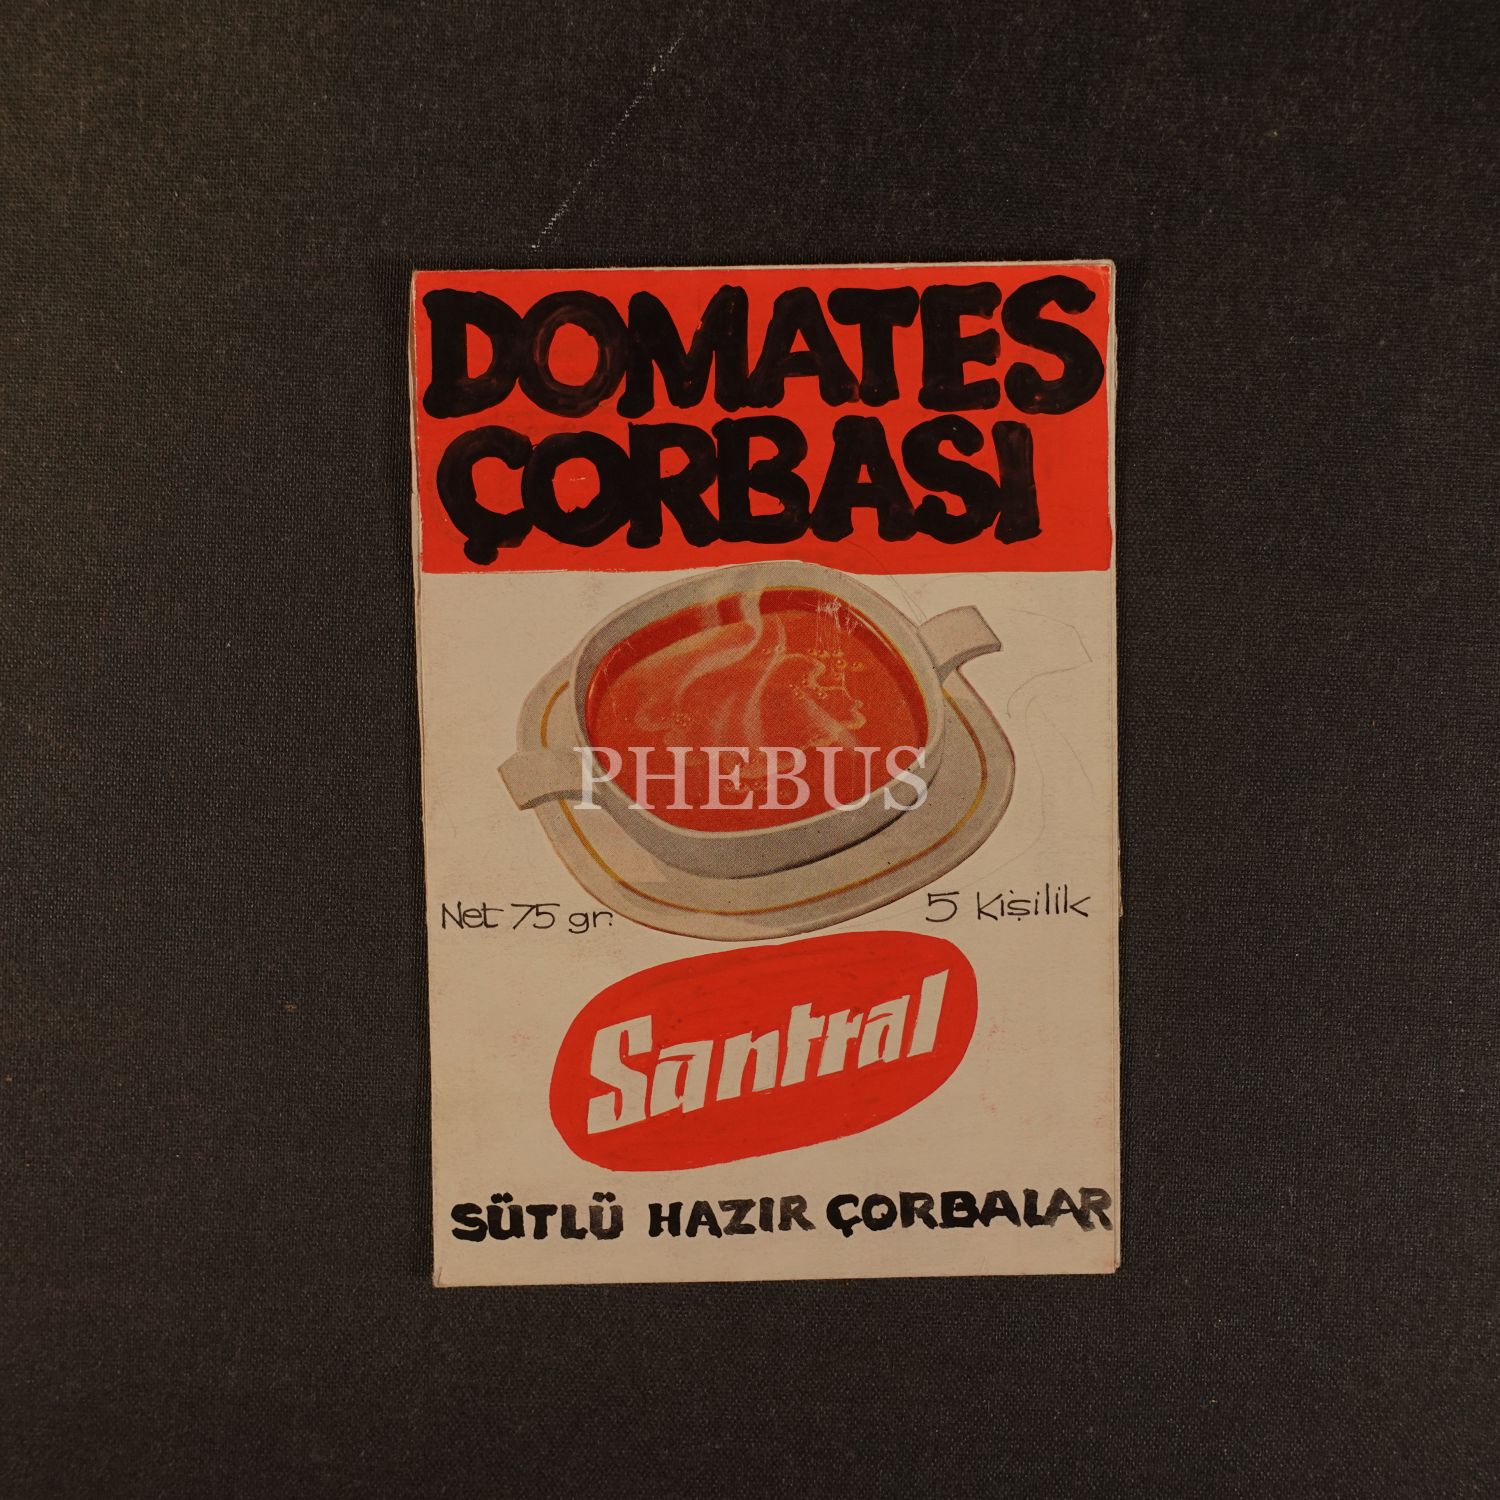 DOMATES
ÇORBASI
PHEBUS
Net 75 gr. 5 Kişilik
Santral
SÜTLÜ HAZIR ÇORBALAR